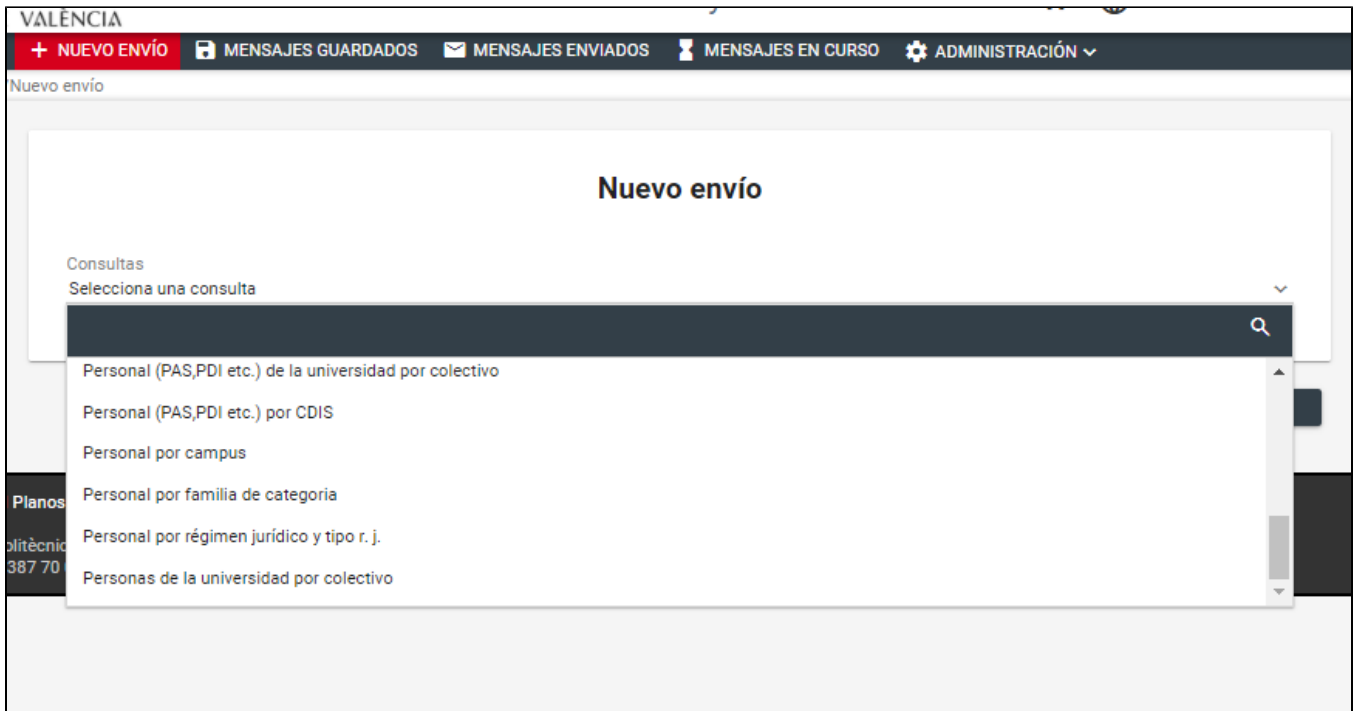 VALÈNCIA
NUEVO ENVÍO MENSAJES GUARDADOS MENSAJES ENVIADOS MENSAJES EN CURSO ADMINISTRACIÓN
Nuevo envío
Nuevo envío
Consultas
Selecciona una consulta
Personal (PAS,PDI etc.) de la universidad por colectivo
Personal (PAS,PDI etc.) por CDIS
Personal por campus
Personal por familia de categoria
Planos
Personal por régimen jurídico y tipo r. j.
387 70
Personas de la universidad por colectivo